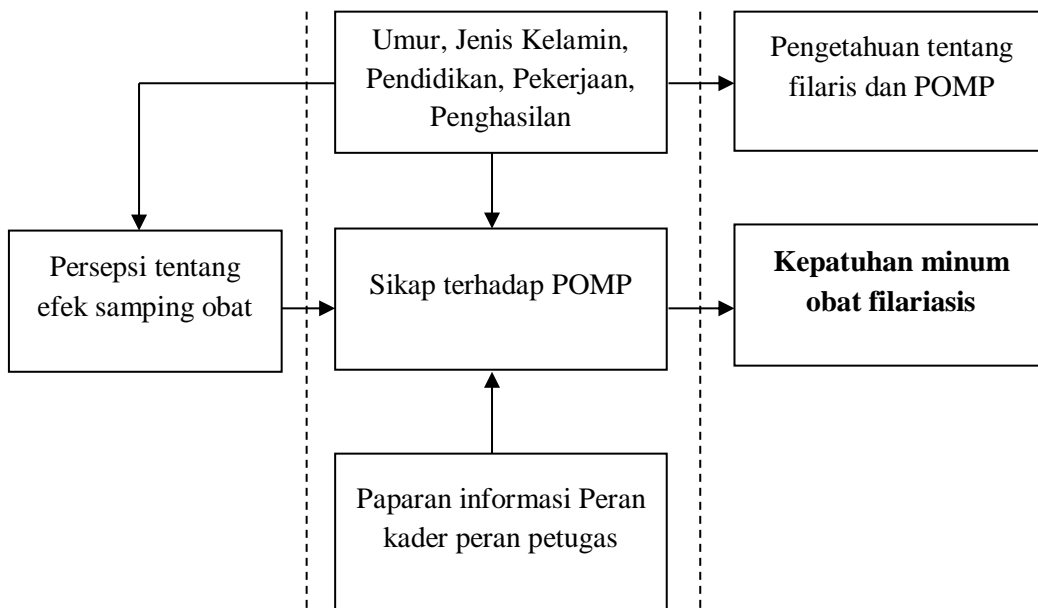 Umur, Jenis Kelamin,
Pendidikan, Pekerjaan,
Penghasilan
Pengetahuan tentang
filaris dan POMP
Persepsi tentang
efek samping obat
Sikap terhadap POMP
Kepatuhan minum
obat filariasis
Paparan informasi Peran
kader peran petugas